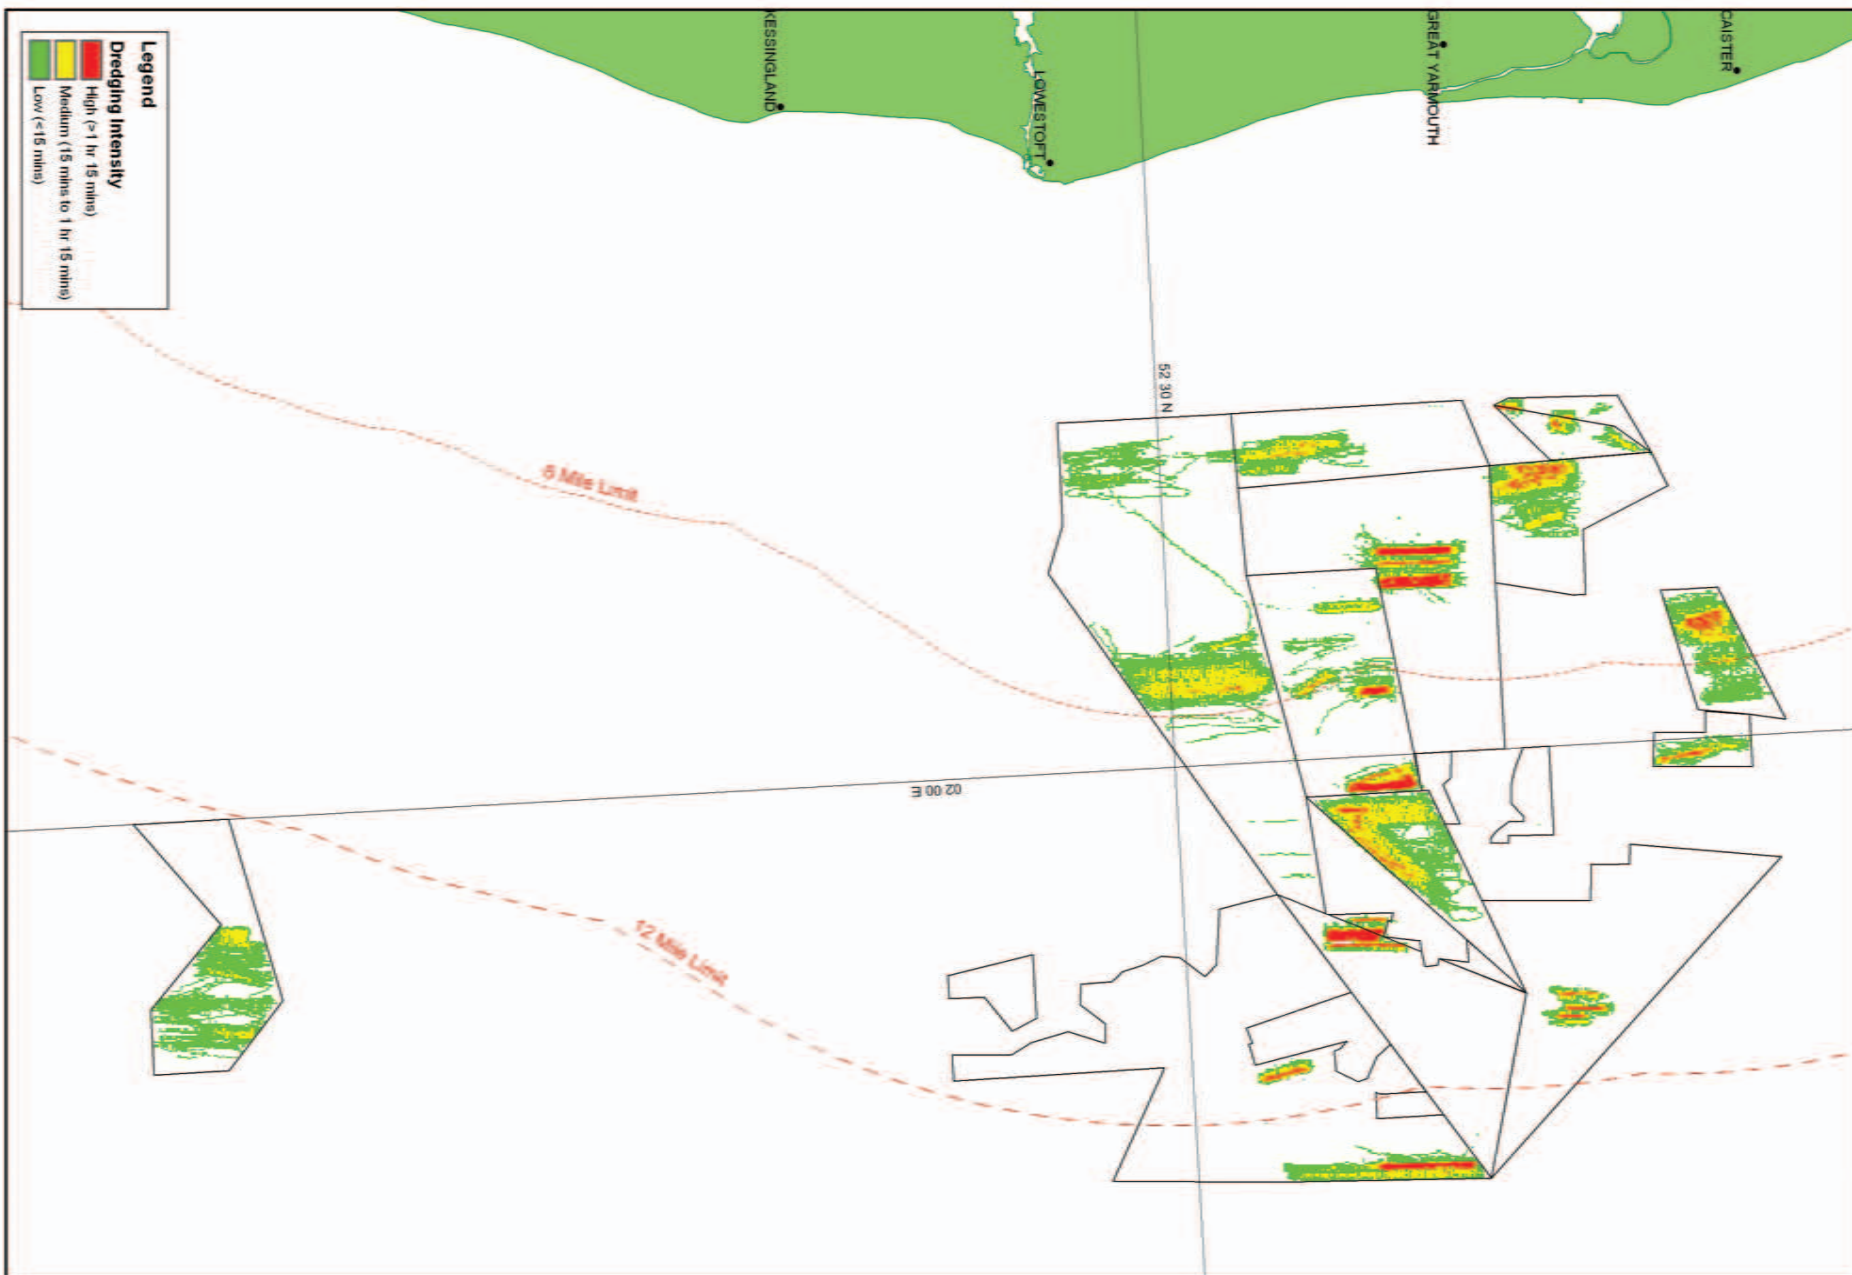 CAISTER
GREAT YARMOUTH
LOWESTOFT
KESSINGLAND
52 30 N
02 00 E
6 Mile Limit
12 Mile Limit
Legend
Dredging Intensity
High (>1 hr 15 mins)
Medium (15 mins to 1 hr 15 mins)
Low (<15 mins)